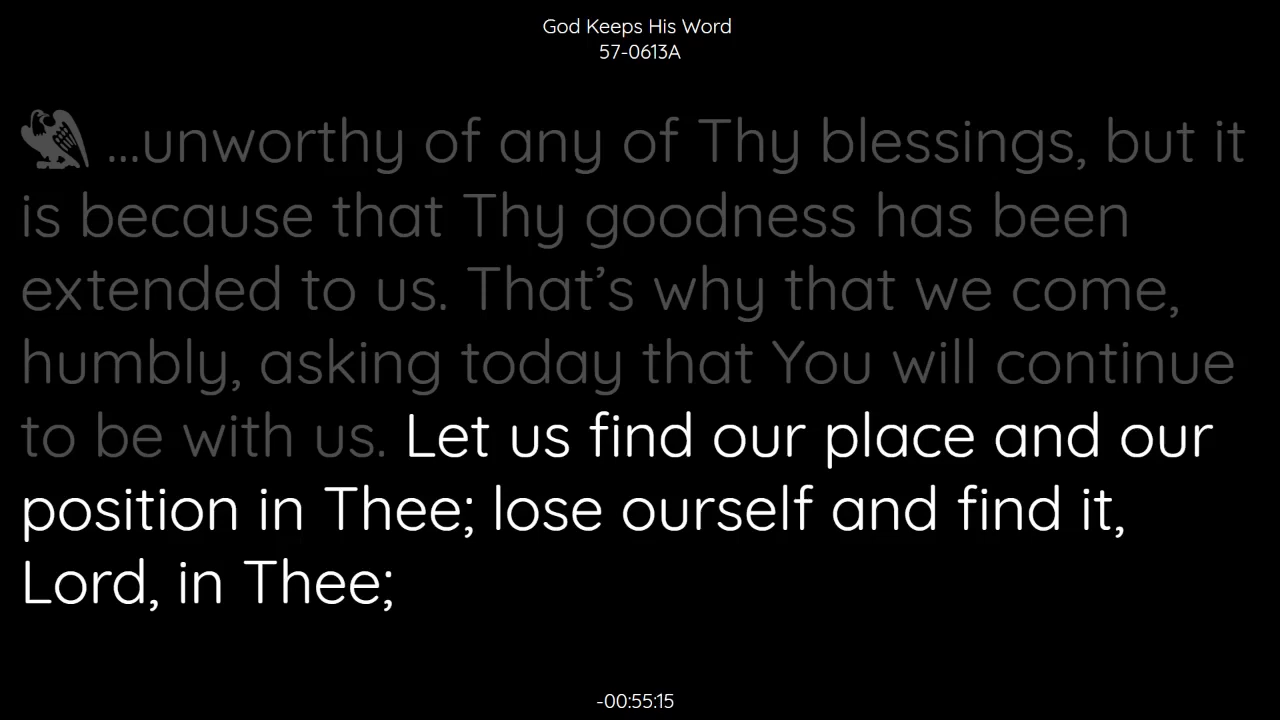 God Keeps His Word
57-0613A
...unworthy of any of Thy blessings, but it
is because that Thy goodness has been
extended to us. That’s why that we come,
humbly, asking today that You will continue
to be with us. Let us find our place and our
position in Thee; lose ourself and find it,
Lord, in Thee;
-00:55:15